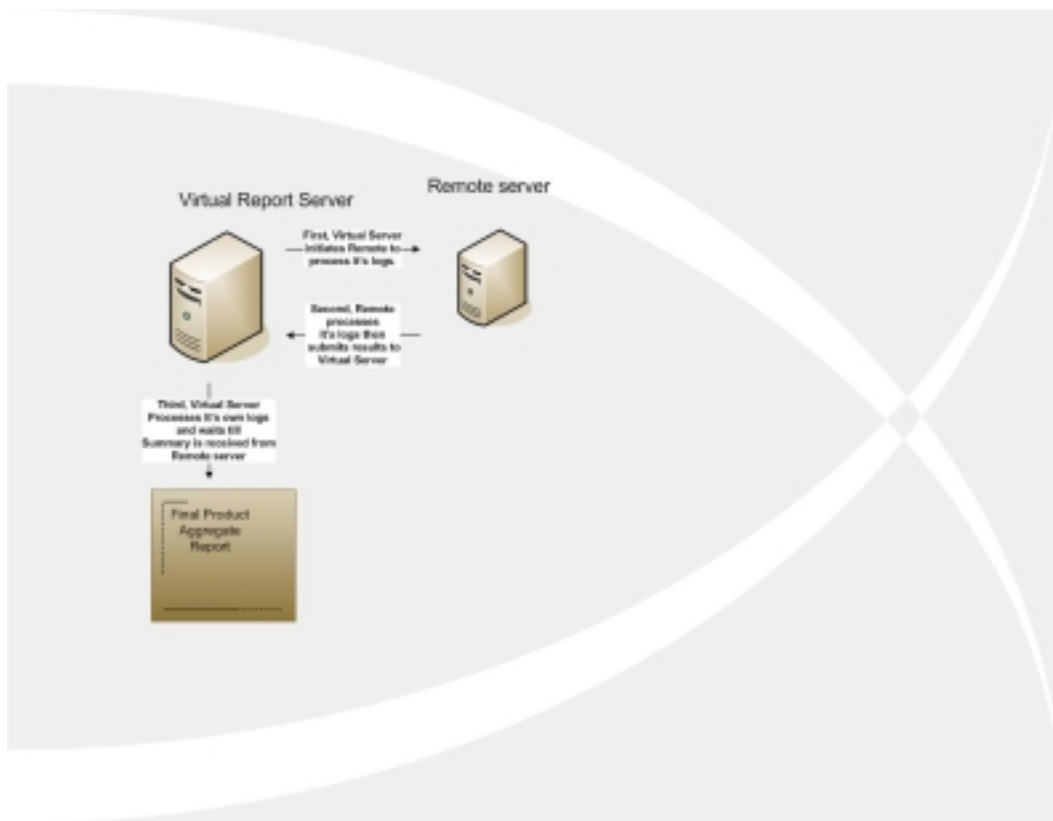 Virtual Report Server
Remote server
First, Virtual Server
initiates Remote to
process it's logs.
Second, Remote
processes
it's logs then
submits results to
Virtual Server
Third, Virtual Server
Processes it's own logs
and waits till
Summary is received from
Remote server
Final Product
Aggregate
Report